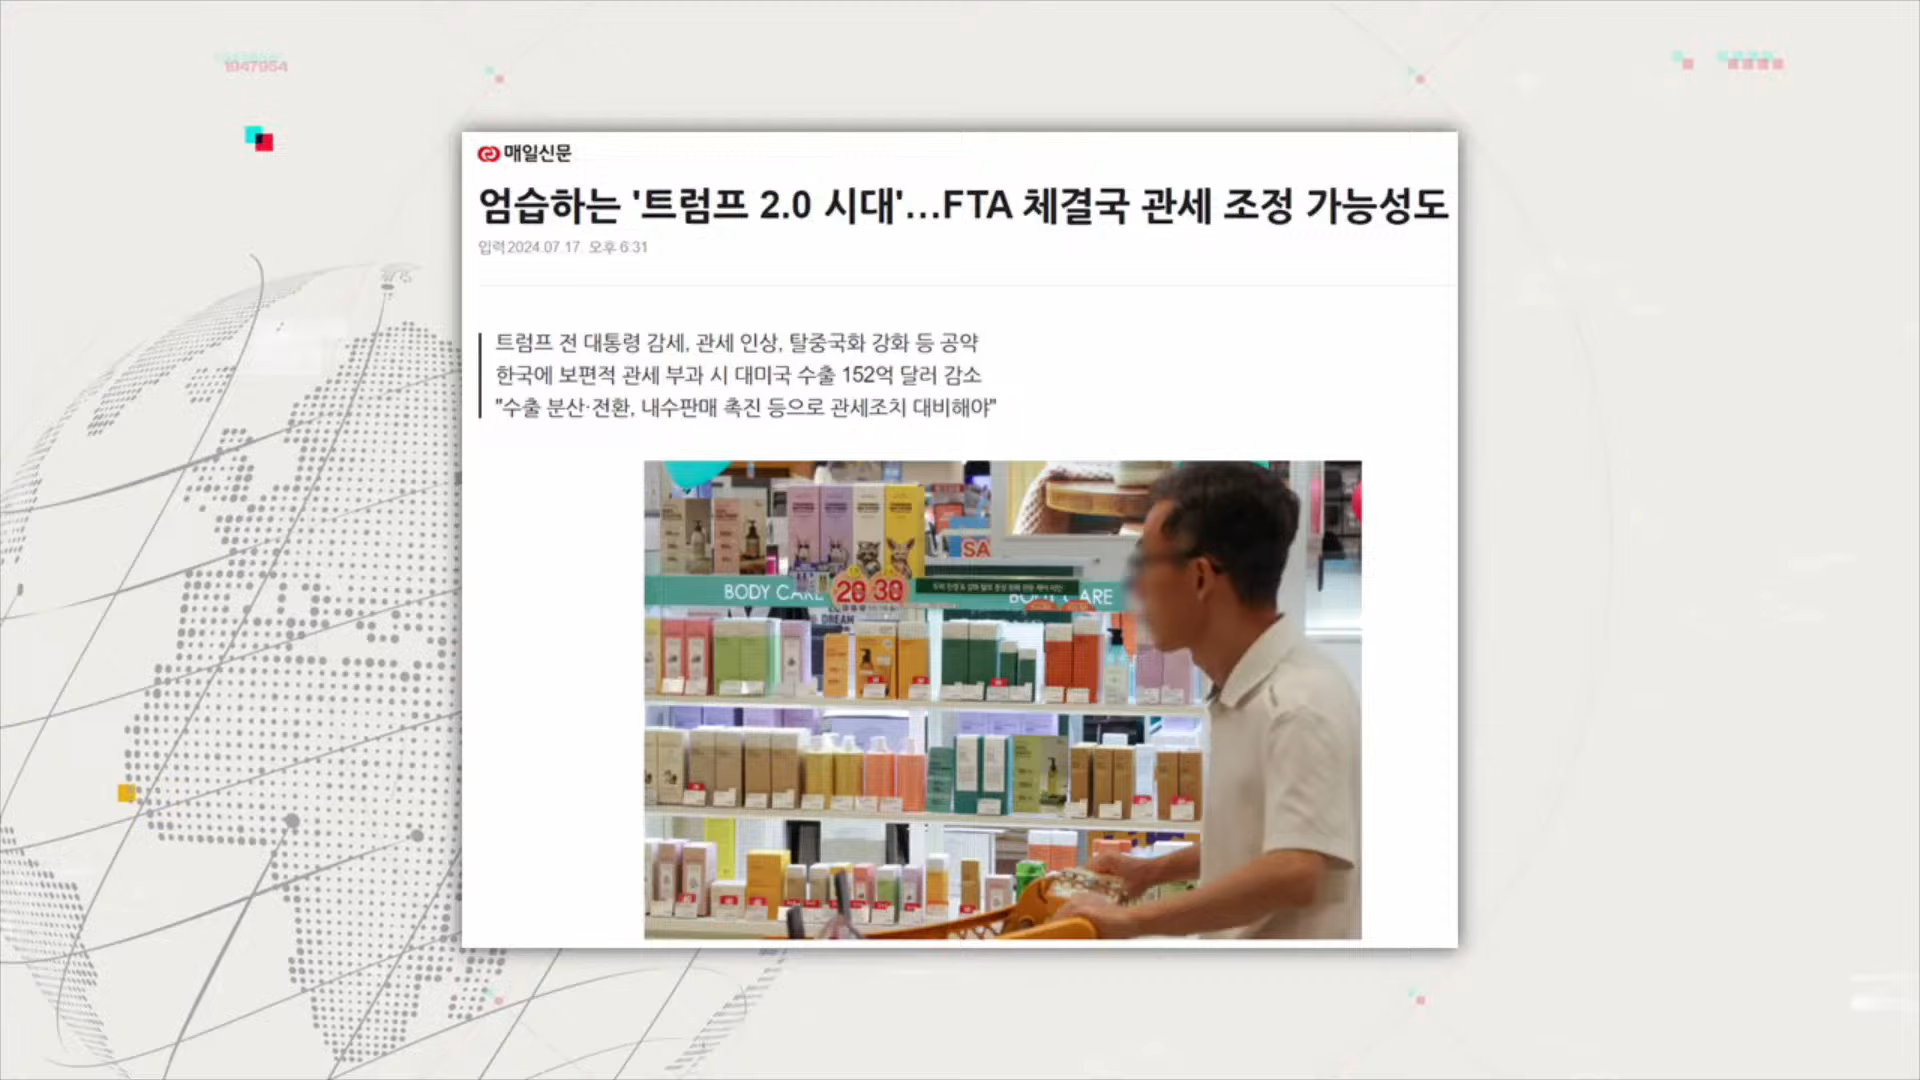 1947954
매일신문
엄습하는 '트럼프 2.0 시대'...FTA 체결국 관세 조정 가능성도
입력 2024.07.17. 오후 6:31
트럼프 전 대통령 감세, 관세 인상, 탈중국화 강화 등 공약
한국에 보편적 관세 부과 시 대미국 수출 152억 달러 감소
"수출 분산·전환, 내수판매 촉진 등으로 관세조치 대비해야"
SA
BODY CARE
20 30
BODY CARE
DREAM